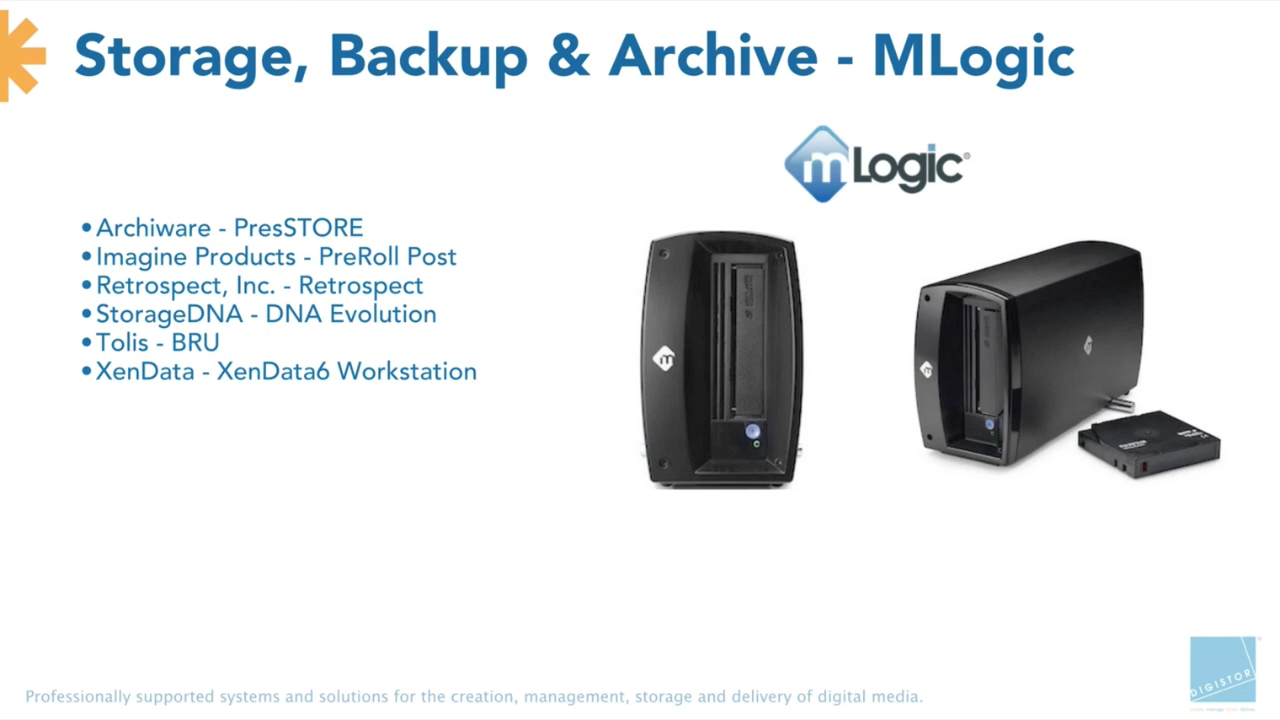 Storage, Backup & Archive - MLogic
mLogic®
•Archiware - PresSTORE
•Imagine Products - PreRoll Post
•Retrospect, Inc. - Retrospect
•StorageDNA - DNA Evolution
•Tolis - BRU
•XenData - XenData6 Workstation
m
m
m
DIGISTOR
Professionally supported systems and solutions for the creation, management, storage and delivery of digital media.